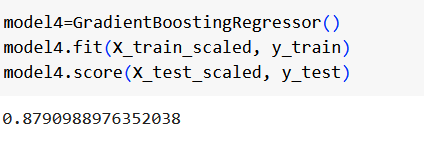 model4=GradientBoostingRegressor()
model4.fit(X_train_scaled, y_train)
model4.score(X_test_scaled, y_test)
0.8790988976352038